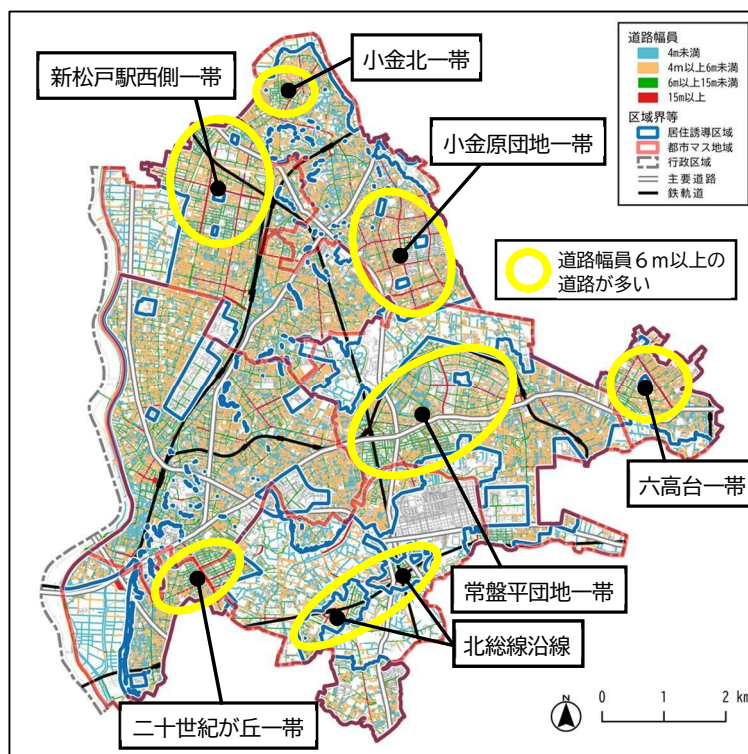 道路幅員
4m未満
4m以上6m未満
6m以上15m未満
15m以上
区域界等
居住誘導区域
都市マス地域
行政区域
主要道路
鉄軌道
小金北一帯
新松戸駅西側一帯
小金原団地一帯
道路幅員6m以上の
道路が多い
六高台一帯
常盤平団地一帯
北総線沿線
二十世紀が丘一帯
N
0 1 2 km